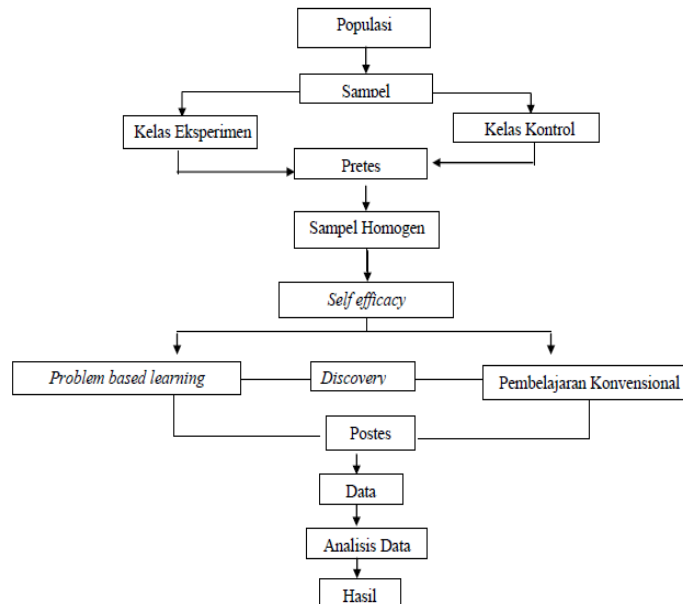 Populasi
Sampel
Kelas Eksperimen
Kelas Kontrol
Pretes
Sampel Homogen
Self efficacy
Problem based learning
Discovery
Pembelajaran Konvensional
Postes
Data
Analisis Data
Hasil